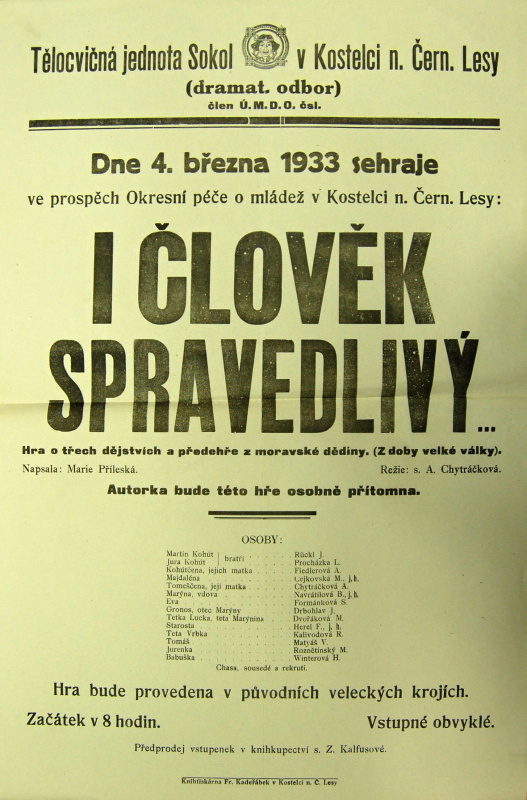 Tělocvičná jednota Sokol v Kostelci n. Čern. Lesy
(dramat. odbor)
člen Ú. M. D. O. čsl.
Dne 4. března 1933 sehraje
ve prospěch Okresní péče o mládež v Kostelci n. Čern. Lesy:
I ČLOVĚK
SPRAVEDLIVÝ...
Hra o třech dějstvích a předehře z moravské dědiny. (Z doby velké války).
Napsala: Marie Příleská. Režie: s. A. Chytráčková.
Autorka bude této hře osobně přítomna.
OSOBY:
Martin Kohút } bratři . . . . . Rückl J.
Jura Kohút . . . . . Procházka L.
Kohútčena, jejich matka . . . . Fiedlerová A.
Majdaléna . . . . . Cejkovská M., j. h.
Tomeščena, její matka . . . . Chytráčková A.
Maryna, vdova . . . . . Navrátilová B., j. h.
Eva . . . . . Formánková S.
Gronos, otec Maryny . . . . . Drbohlav J.
Tetka Lucka, teta Marynina . . . . Dvořáková M.
Starosta . . . . . Herel F., j. h.
Teta Vrbka . . . . . Kalivodová R.
Tomáš . . . . . Matyáš V.
Jurenka . . . . . Roznětínský M.
Babuška . . . . . Winterová H.
Chasa, sousedé a rekruti.
Hra bude provedena v původních veleckých krojích.
Začátek v 8 hodin. Vstupné obvyklé.
Předprodej vstupenek v knihkupectví s. Z. Kalfusové.
Knihtiskárna Fr. Kadeřábek v Kostelci n. Č. Lesy